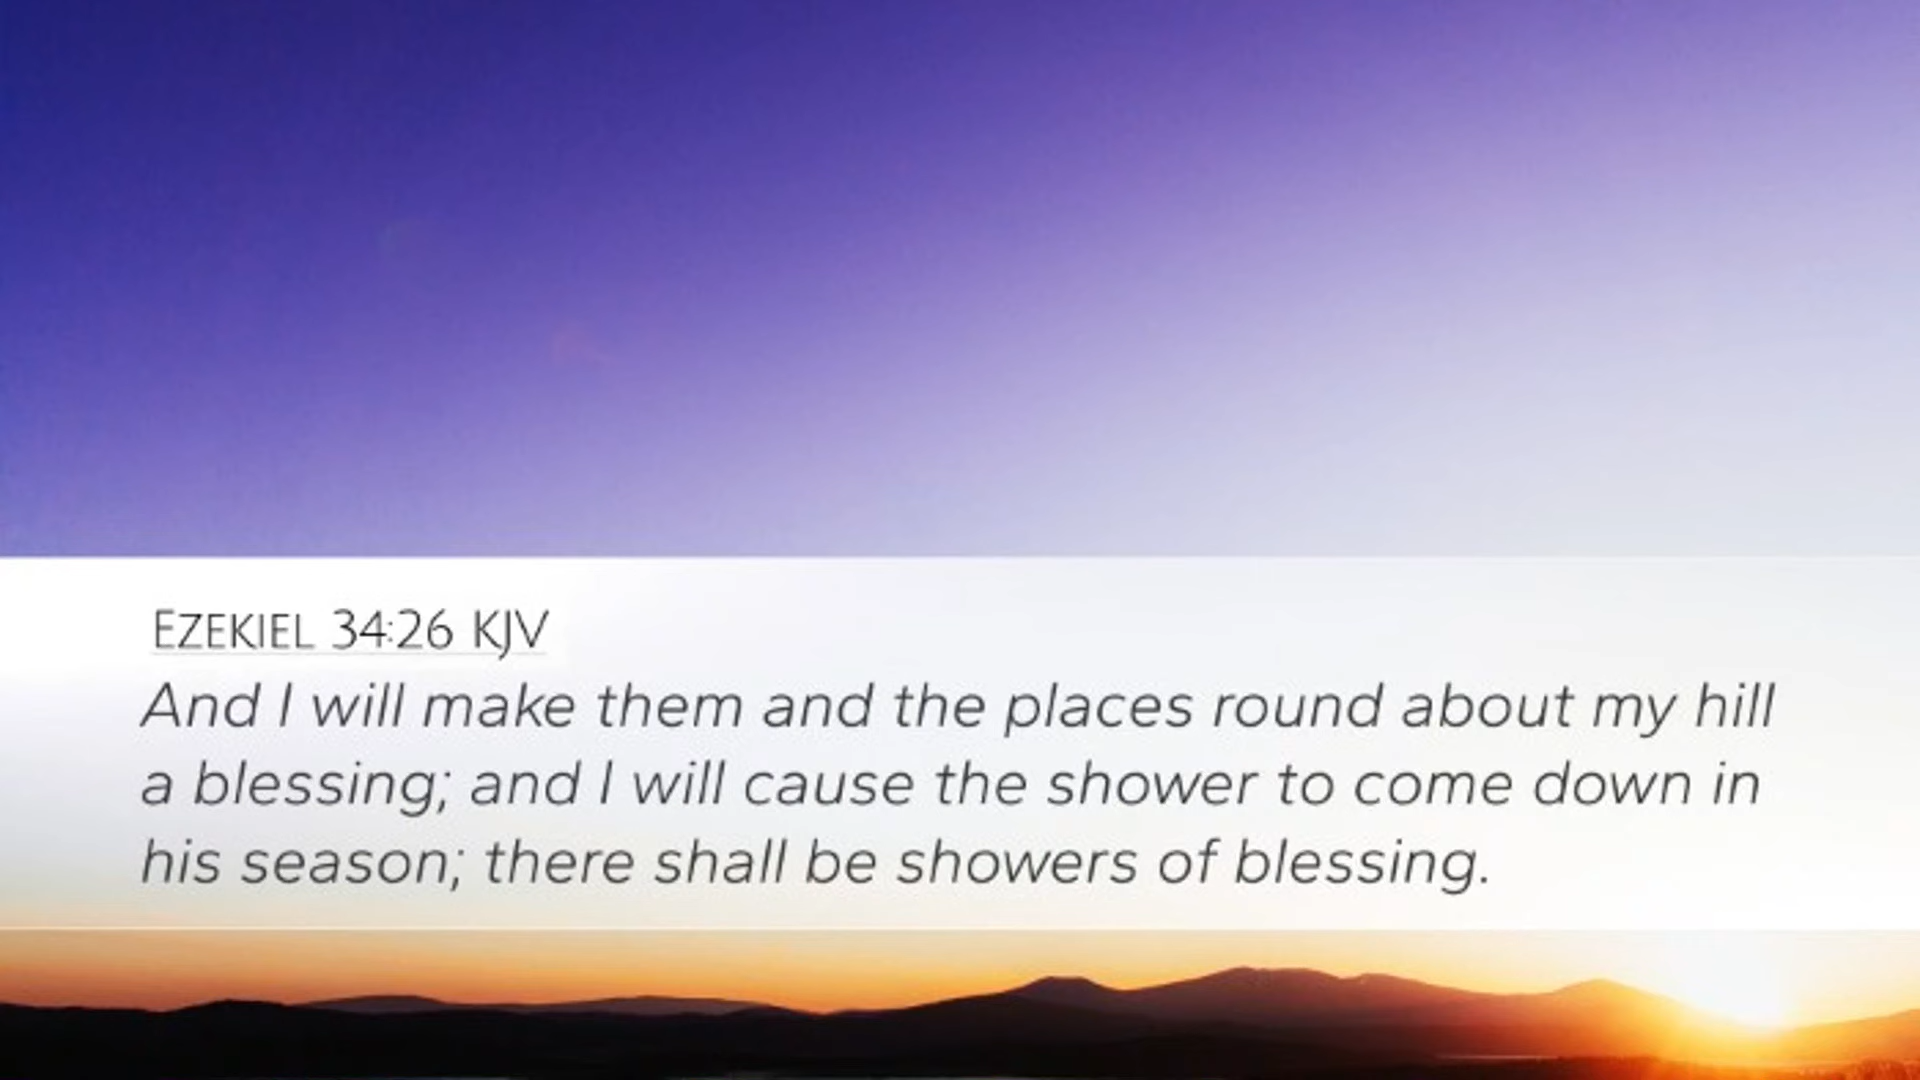 Ezekiel 34:26 KJV
And I will make them and the places round about my hill
a blessing; and I will cause the shower to come down in
his season; there shall be showers of blessing.